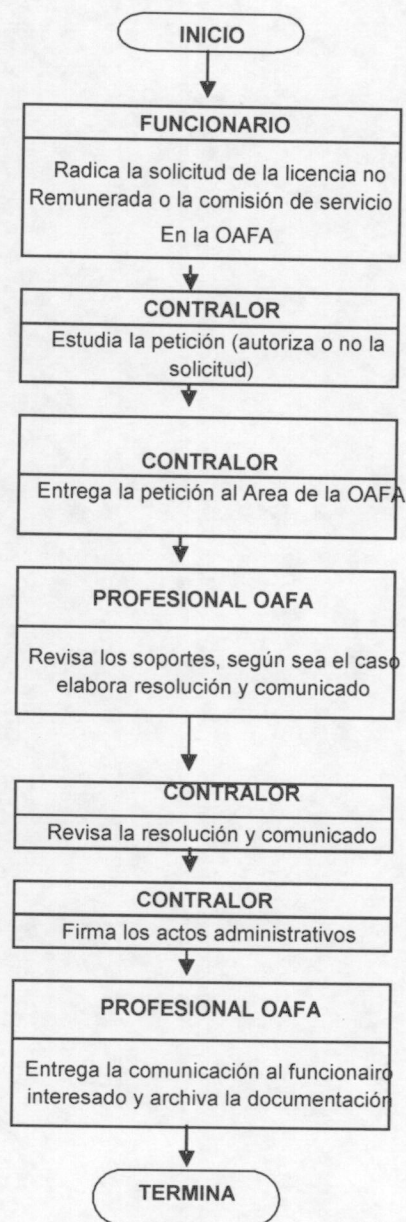 INICIO
FUNCIONARIO
Radica la solicitud de la licencia no
Remunerada o la comisión de servicio
En la OAFA
CONTRALOR
Estudia la petición (autoriza o no la
solicitud)
CONTRALOR
Entrega la petición al Area de la OAFA
PROFESIONAL OAFA
Revisa los soportes, según sea el caso
elabora resolución y comunicado
CONTRALOR
Revisa la resolución y comunicado
CONTRALOR
Firma los actos administrativos
PROFESIONAL OAFA
Entrega la comunicación al funcionairo
interesado y archiva la documentación
TERMINA